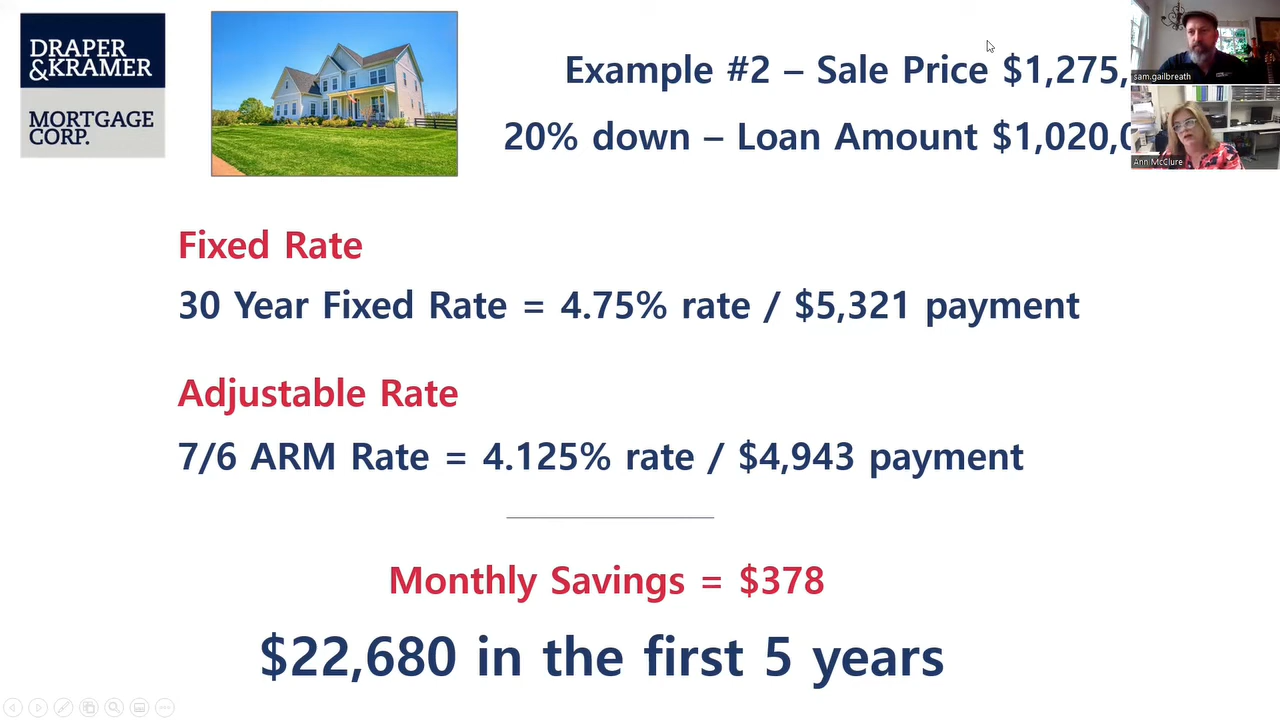 DRAPER
&KRAMER
MORTGAGE
CORP.
Example #2 – Sale Price $1,275,
20% down – Loan Amount $1,020,0
sam.gailbreath
Ann McClure
Fixed Rate
30 Year Fixed Rate = 4.75% rate / $5,321 payment
Adjustable Rate
7/6 ARM Rate = 4.125% rate / $4,943 payment
Monthly Savings = $378
$22,680 in the first 5 years